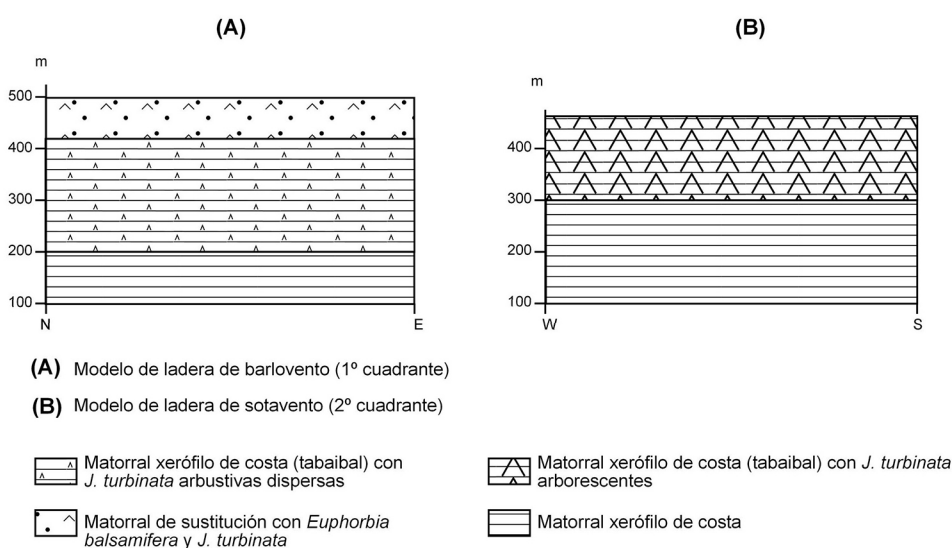 (A)
m
500
400
300
200
100
N
E
(B)
m
400
300
200
100
W
S
(A) Modelo de ladera de barlovento (1º cuadrante)
(B) Modelo de ladera de sotavento (2º cuadrante)
Matorral xerófilo de costa (tabaibal) con
J. turbinata arbustivas dispersas
Matorral de sustitución con Euphorbia
balsamifera y J. turbinata
Matorral xerófilo de costa (tabaibal) con J. turbinata
arborescentes
Matorral xerófilo de costa